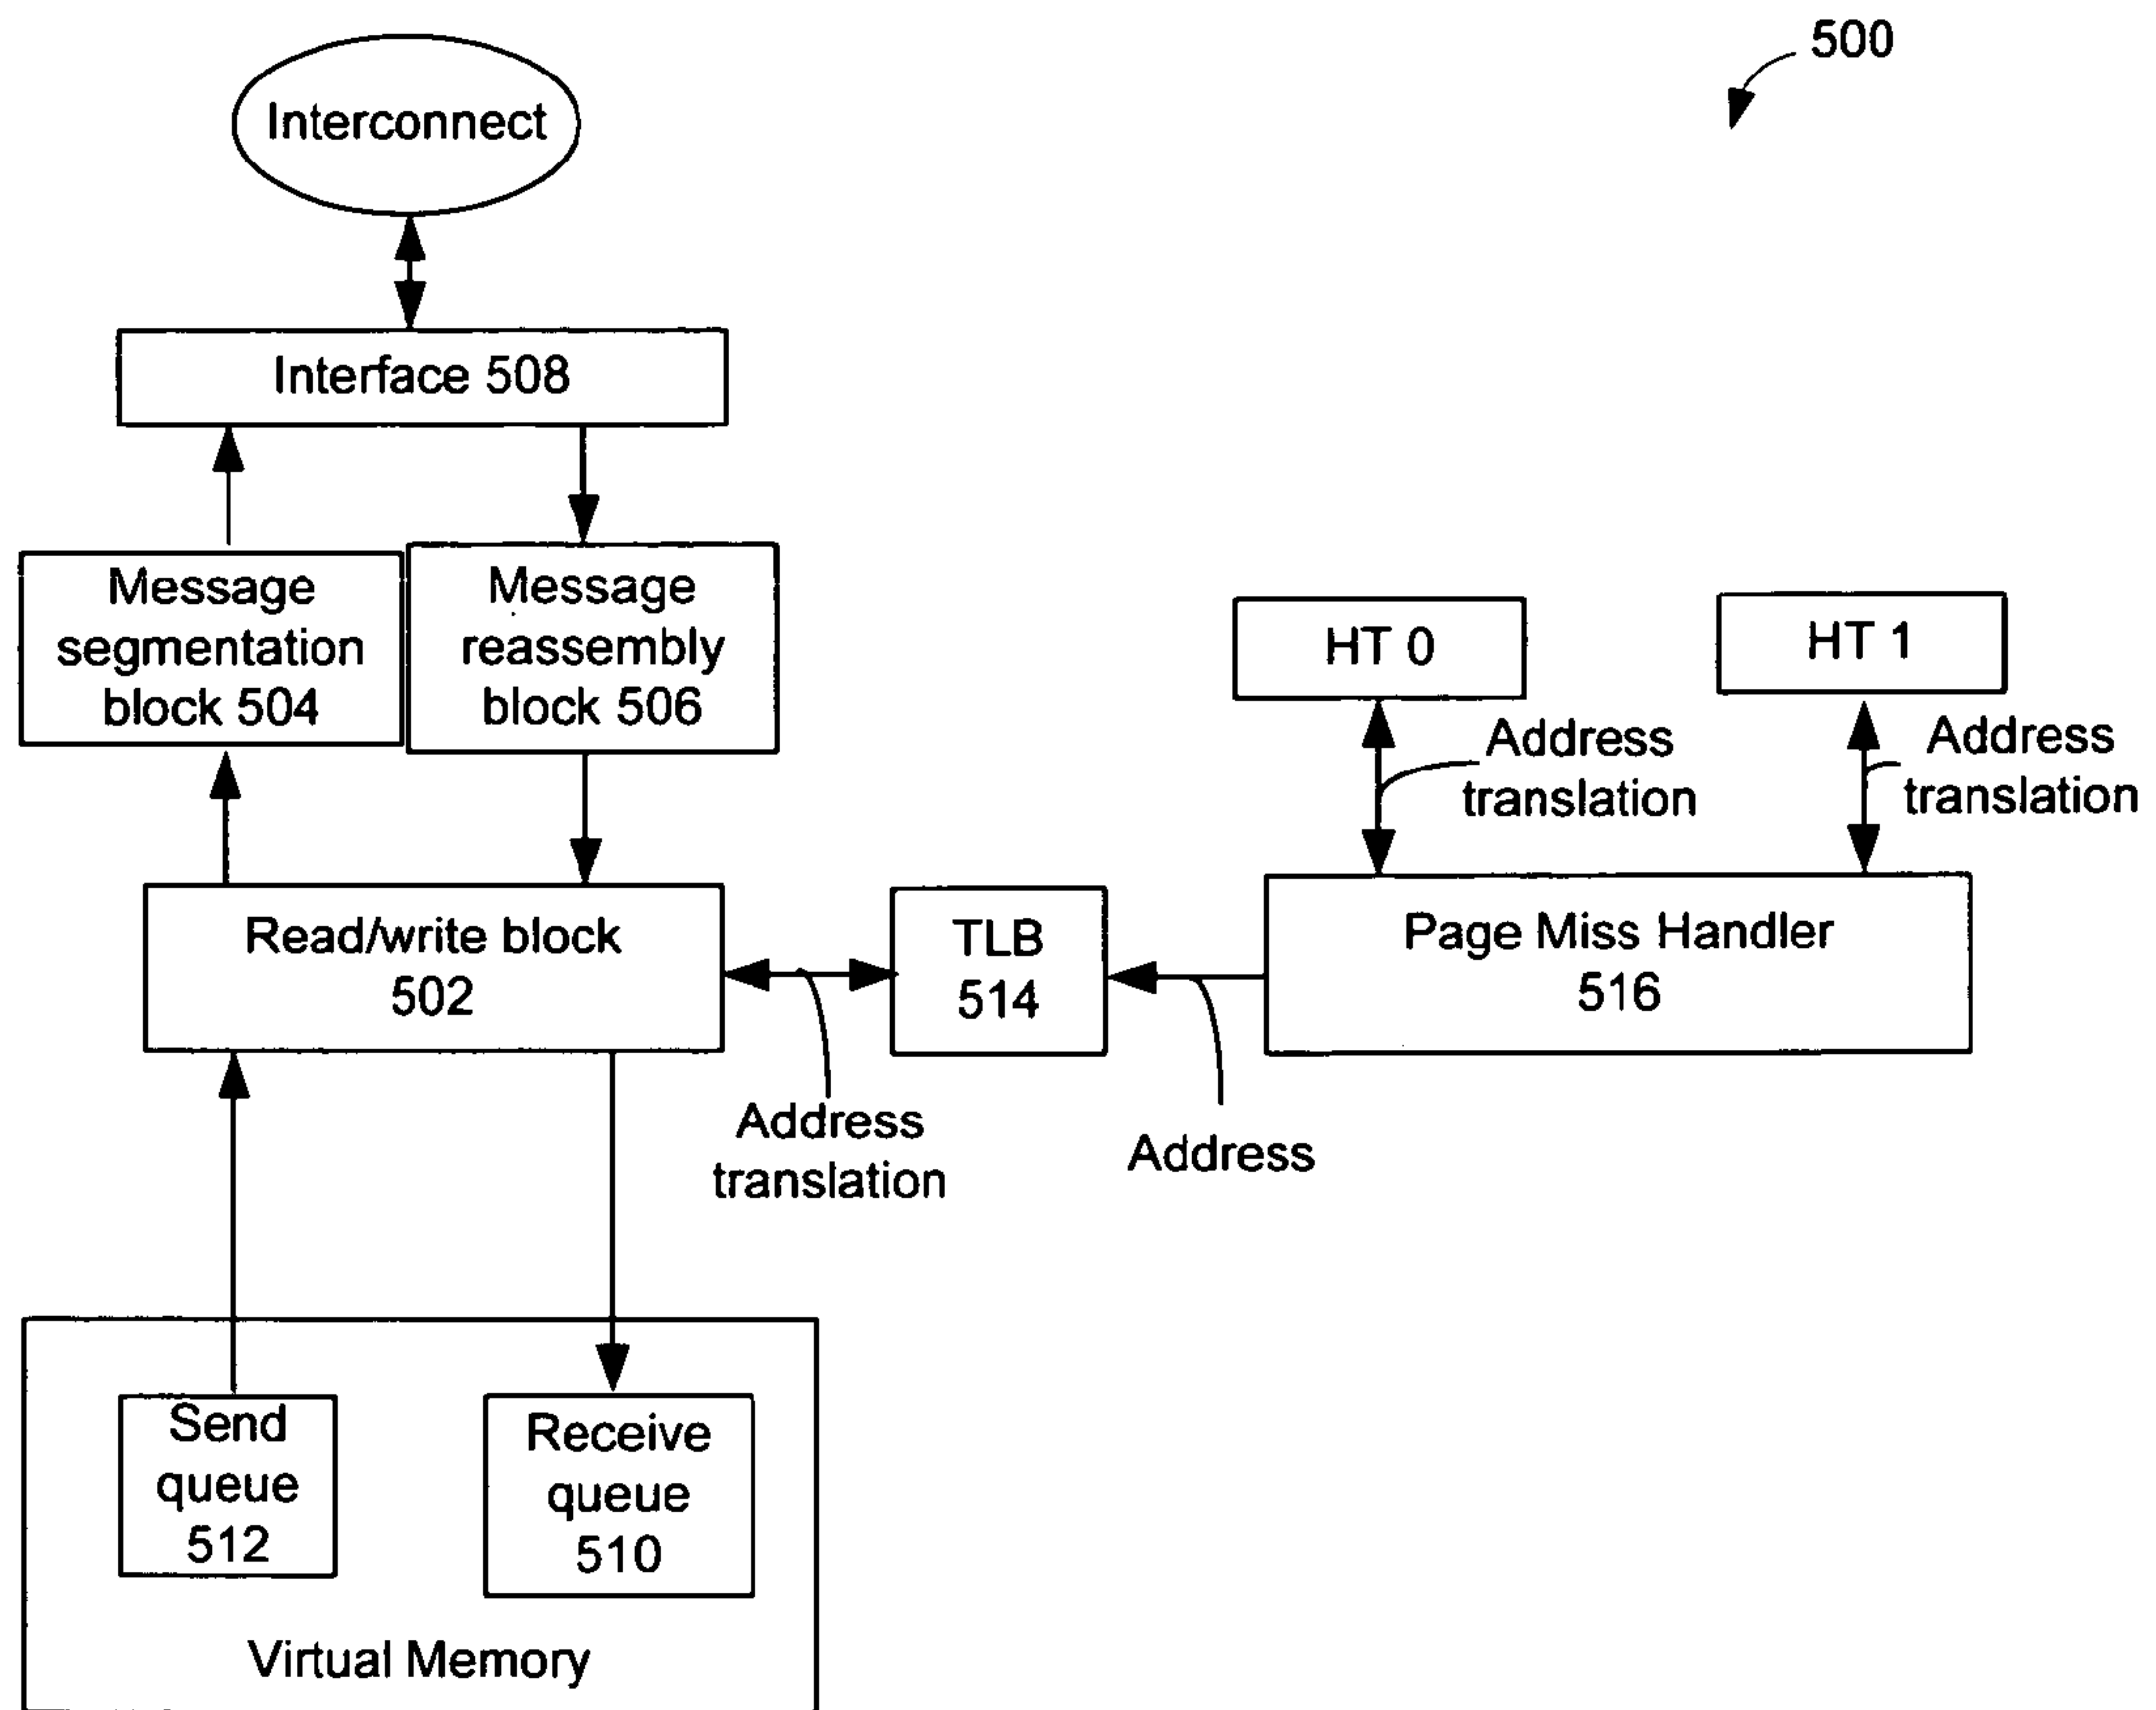 500
Interconnect
Interface 508
Message
segmentation
block 504
Message
reassembly
block 506
HT 0
HT 1
Address
translation
Address
translation
Read/write block
502
TLB
514
Page Miss Handler
516
Address
translation
Address
Send
queue
512
Receive
queue
510
Virtual Memory